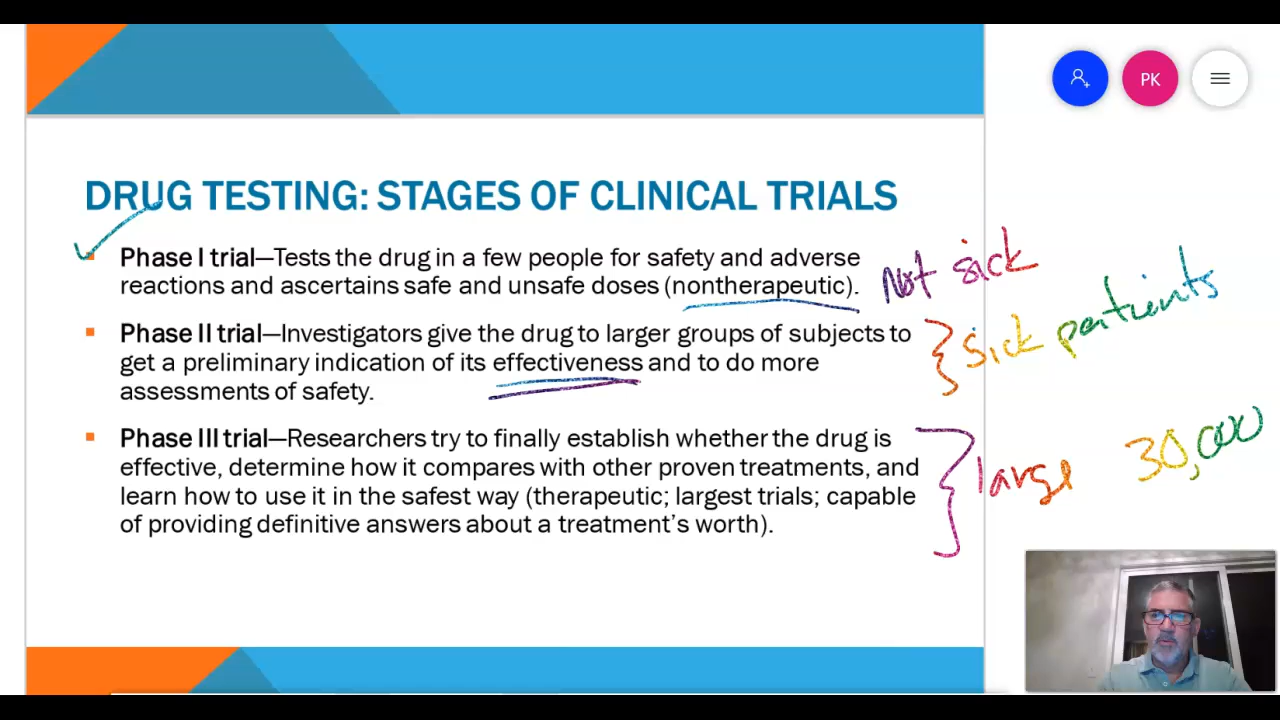 PK
DRUG TESTING: STAGES OF CLINICAL TRIALS
Phase I trial—Tests the drug in a few people for safety and adverse
reactions and ascertains safe and unsafe doses (nontherapeutic).
Not sick
Phase II trial—Investigators give the drug to larger groups of subjects to
get a preliminary indication of its effectiveness and to do more
assessments of safety.
Sick patients
Phase III trial—Researchers try to finally establish whether the drug is
effective, determine how it compares with other proven treatments, and
learn how to use it in the safest way (therapeutic; largest trials; capable
of providing definitive answers about a treatment's worth).
large 30,000